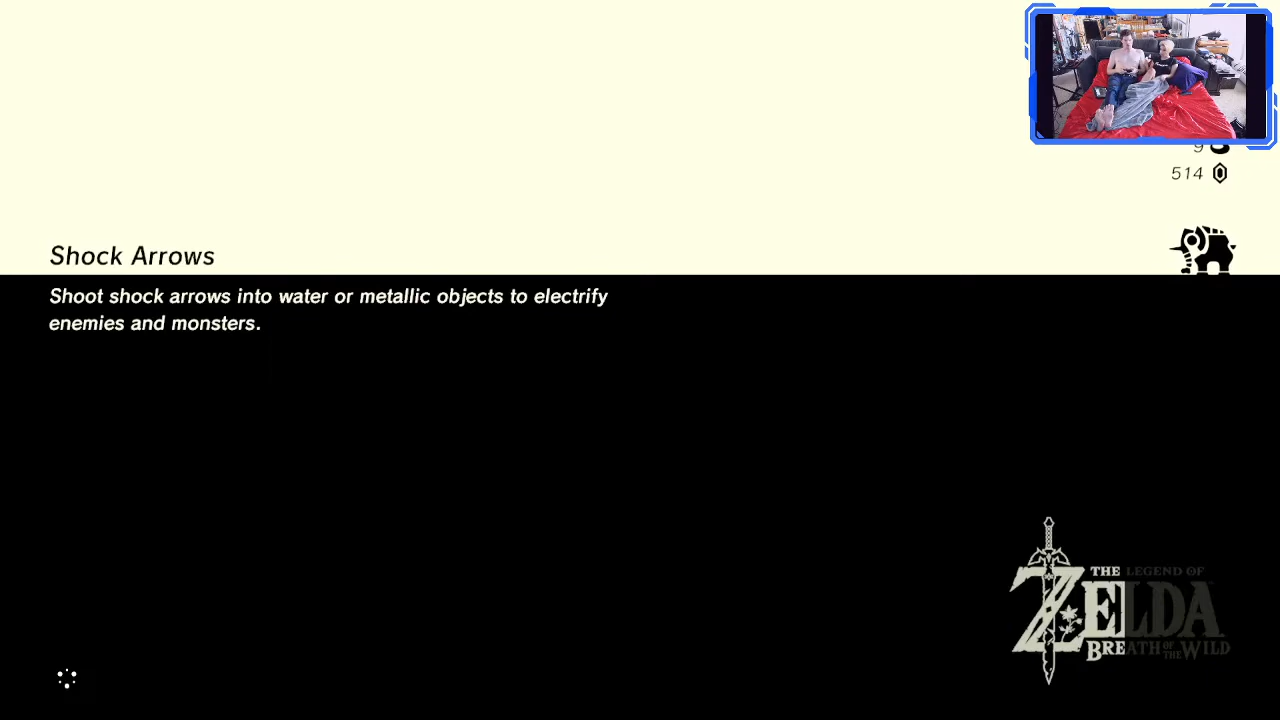 9
514
Shock Arrows
Shoot shock arrows into water or metallic objects to electrify
enemies and monsters.
THE LEGEND OF
ZELDA
BREATH OF THE WILD